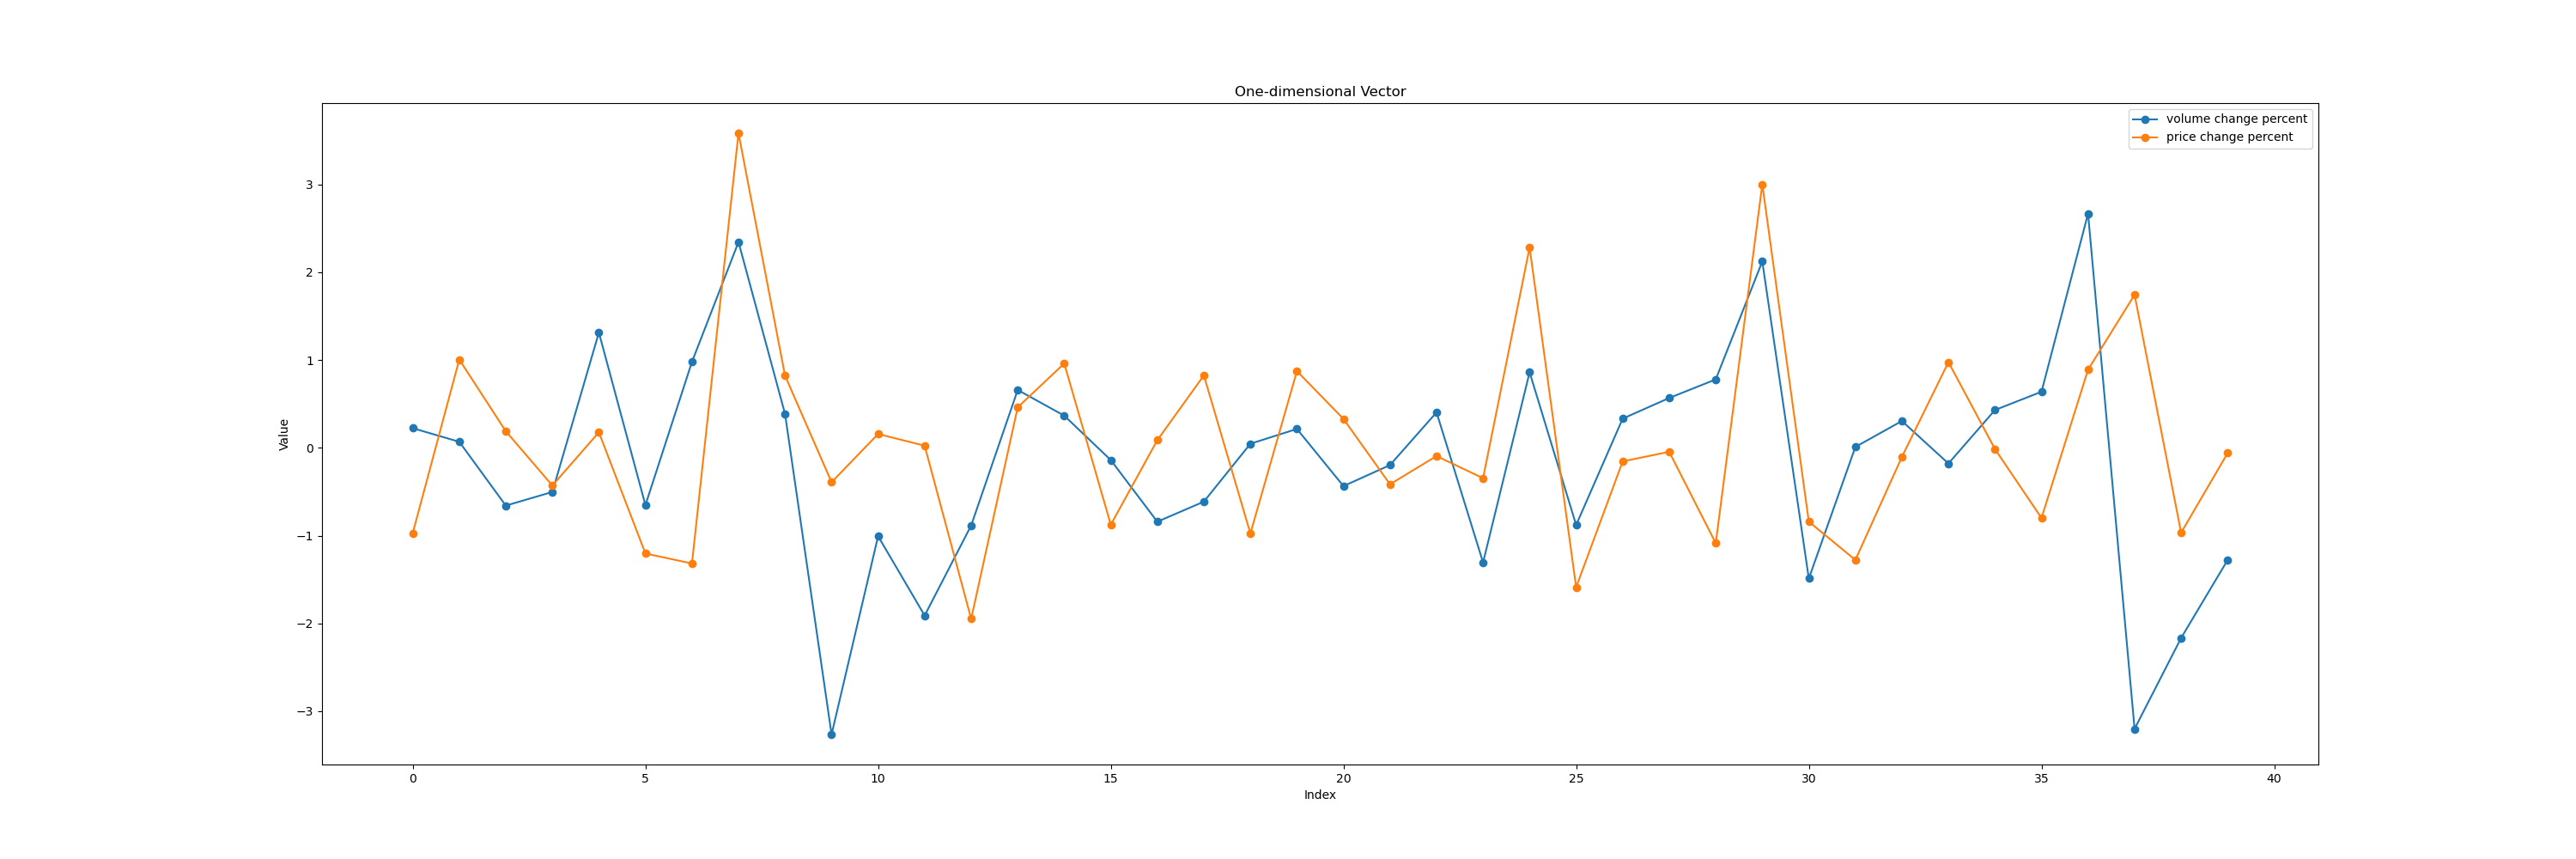 One-dimensional Vector
volume change percent
price change percent
3
2
1
0
−1
−2
−3
Value
0 5 10 15 20 25 30 35 40
Index